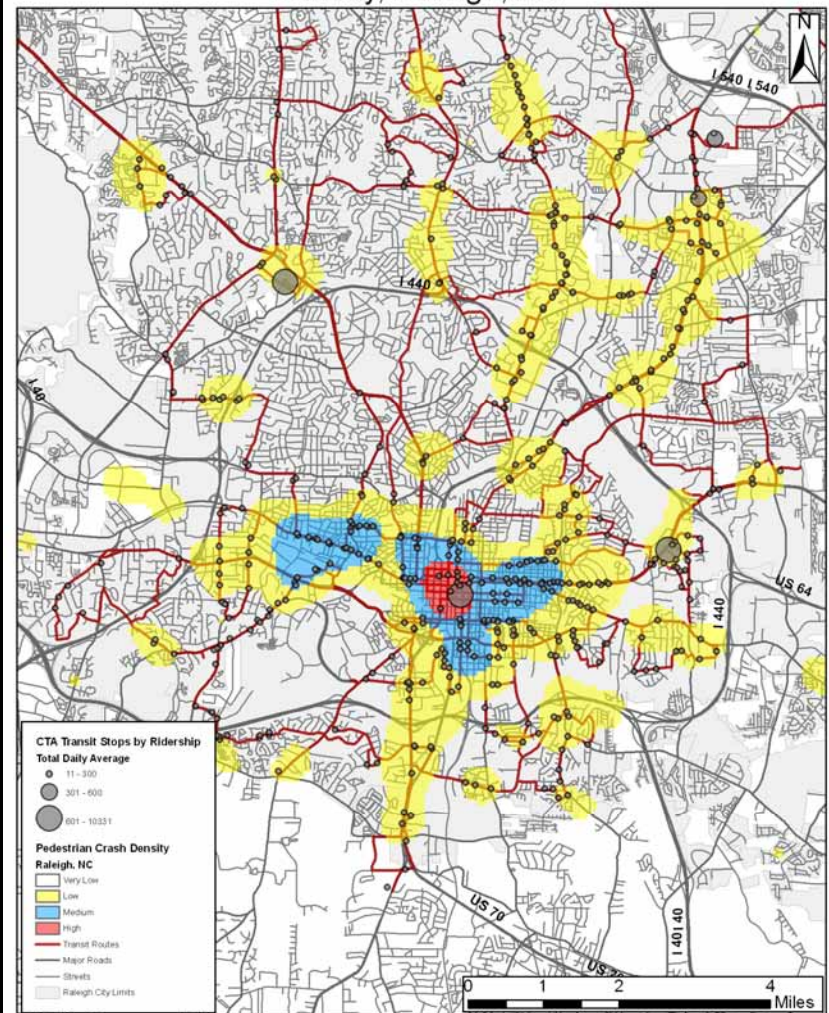 N
I 540 I 540
I 440
I 40
US 64
I 440
CTA Transit Stops by Ridership
Total Daily Average
11 - 300
301 - 600
601 - 10331
Pedestrian Crash Density
Raleigh, NC
Very Low
Low
Medium
High
Transit Routes
Major Roads
Streets
Raleigh City Limits
US 70
I 40 I 40
0 1 2 4
Miles